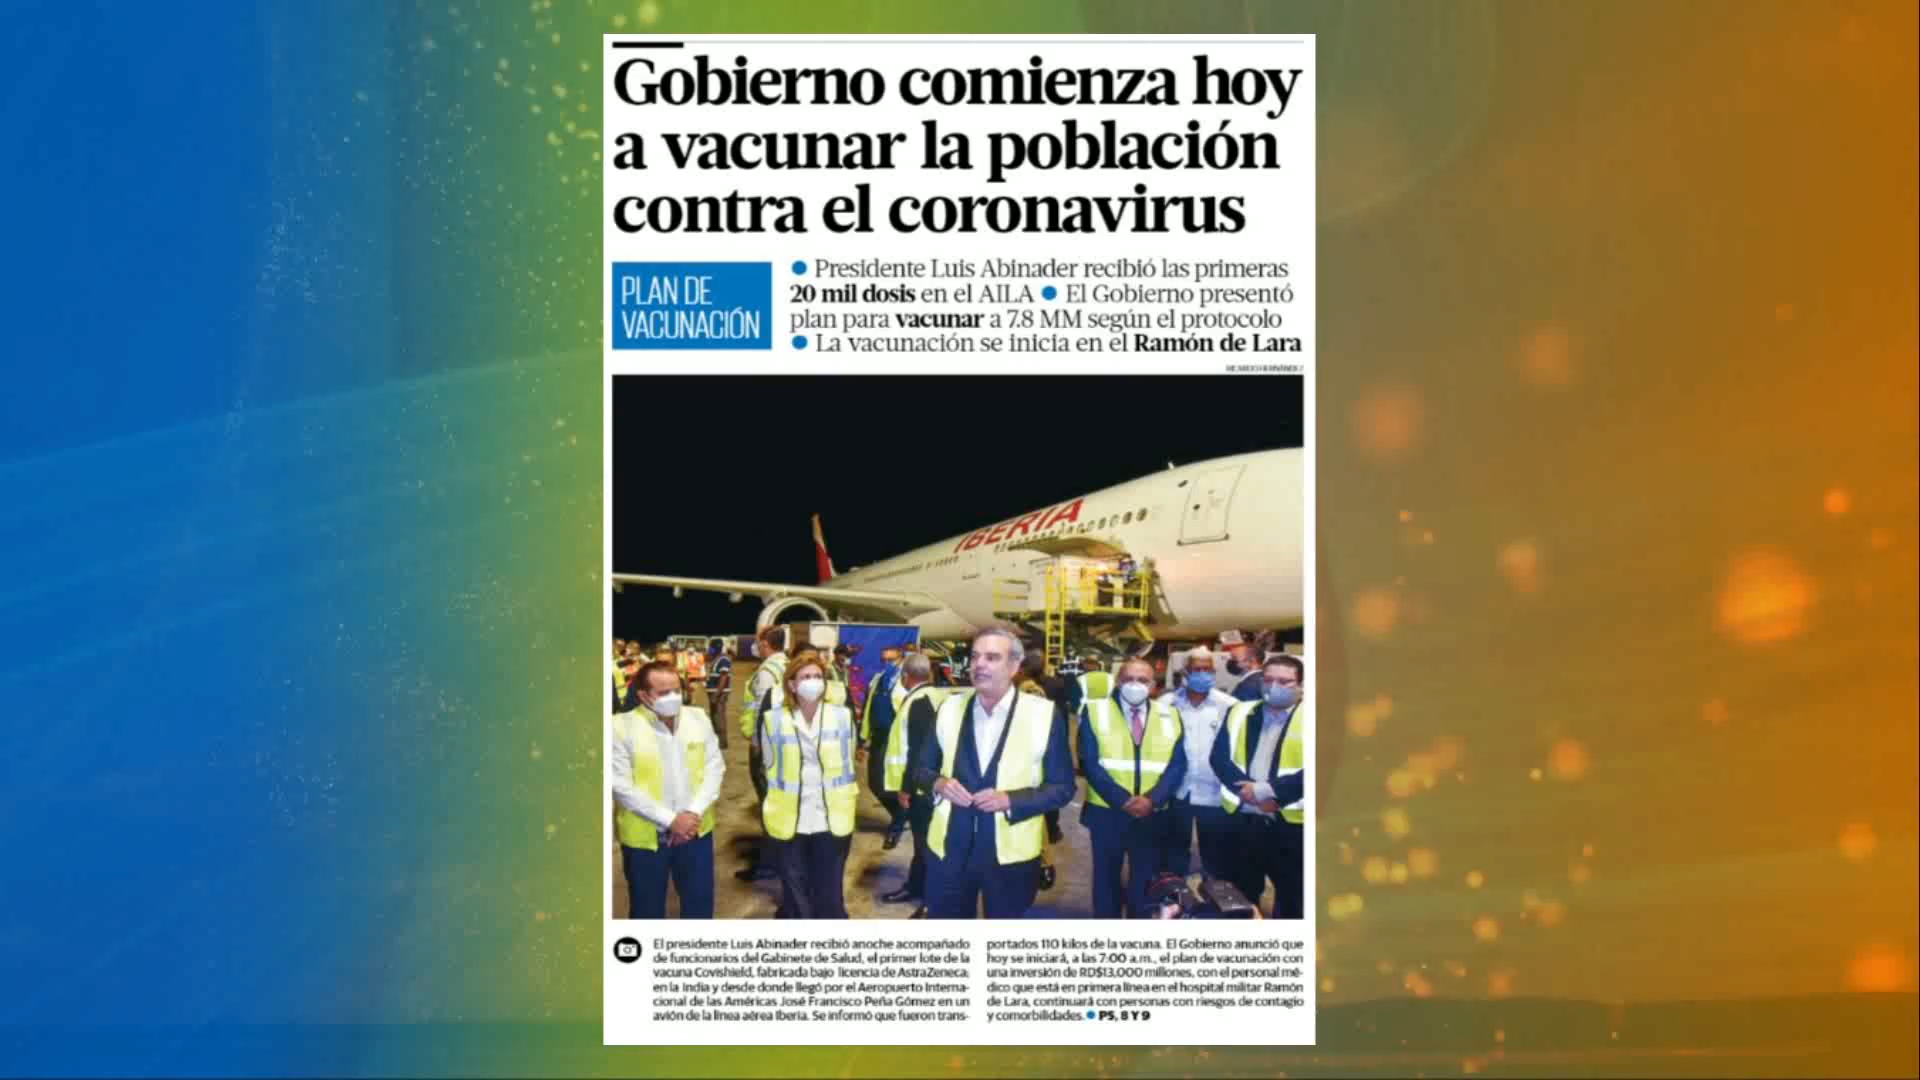 Gobierno comienza hoy
a vacunar la población
contra el coronavirus
PLAN DE
VACUNACIÓN
● Presidente Luis Abinader recibió las primeras
20 mil dosis en el AILA ● El Gobierno presentó
plan para vacunar a 7.8 MM según el protocolo
● La vacunación se inicia en el Ramón de Lara
RICARDO HERNÁNDEZ
IBERIA
El presidente Luis Abinader recibió anoche acompañado
de funcionarios del Gabinete de Salud, el primer lote de la
vacuna Covishield, fabricada bajo licencia de AstraZeneca,
en la India y desde donde llegó por el Aeropuerto Interna-
cional de las Américas José Francisco Peña Gómez en un
avión de la línea aérea Iberia. Se informó que fueron trans-
portados 110 kilos de la vacuna. El Gobierno anunció que
hoy se iniciará, a las 7:00 a.m., el plan de vacunación con
una inversión de RD$13,000 millones, con el personal mé-
dico que está en primera línea en el hospital militar Ramón
de Lara, continuará con personas con riesgos de contagio
y comorbilidades. ● P5, 8 Y 9